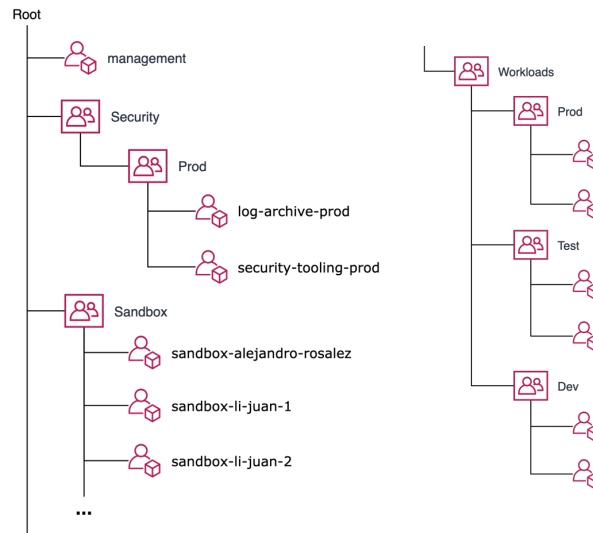 Root
management
Security
Prod
log-archive-prod
security-tooling-prod
Sandbox
sandbox-alejandro-rosalez
sandbox-li-juan-1
sandbox-li-juan-2
...
Workloads
Prod
Test
Dev